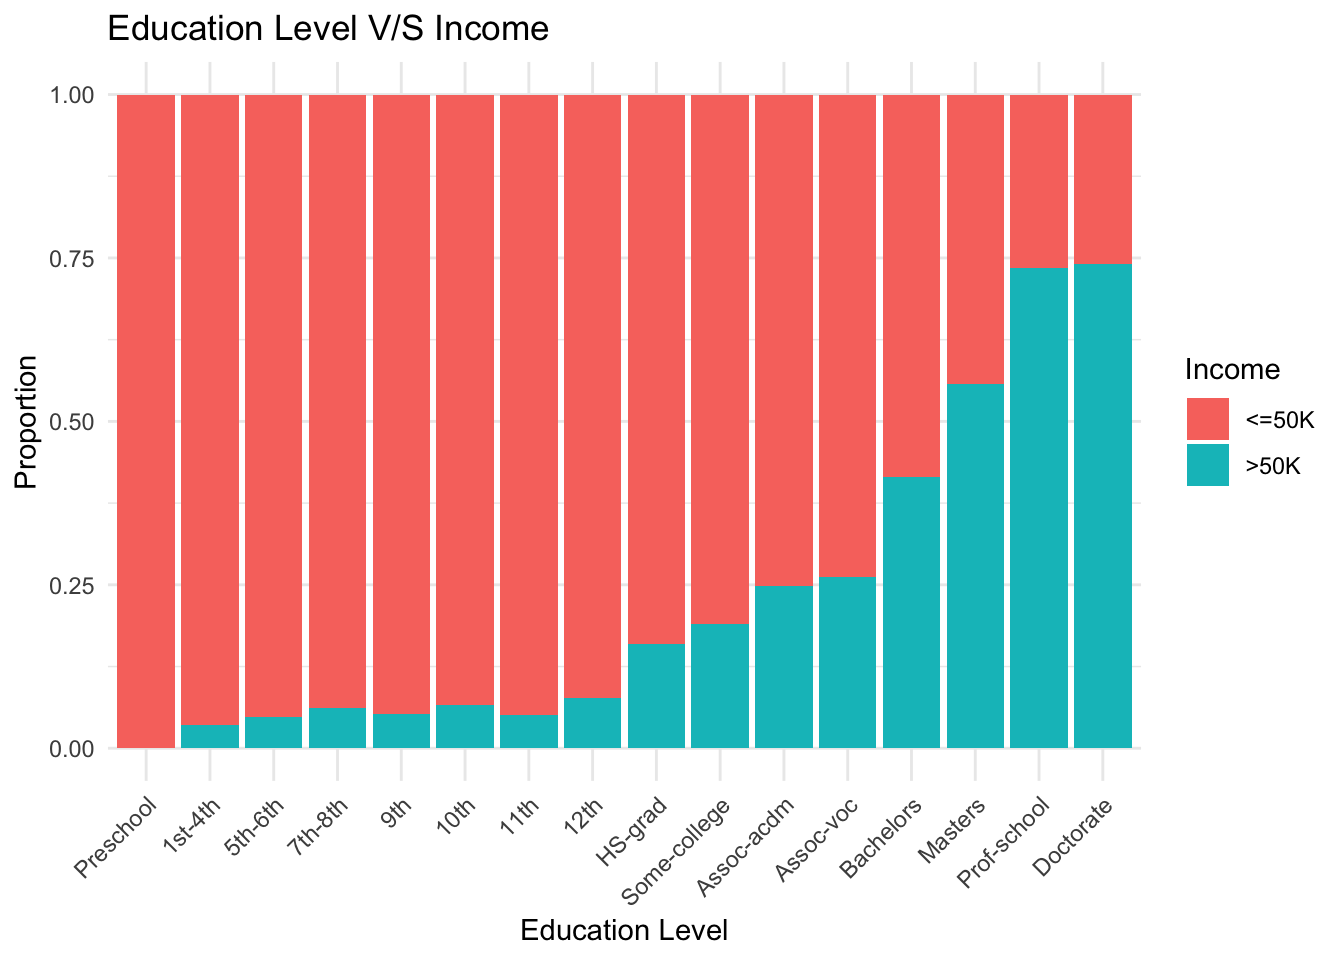 Education Level V/S Income
1.00
0.75
0.50
0.25
0.00
Proportion
Preschool
1st-4th
5th-6th
7th-8th
9th
10th
11th
12th
HS-grad
Some-college
Assoc-acdm
Assoc-voc
Bachelors
Masters
Prof-school
Doctorate
Education Level
Income
<=50K
>50K